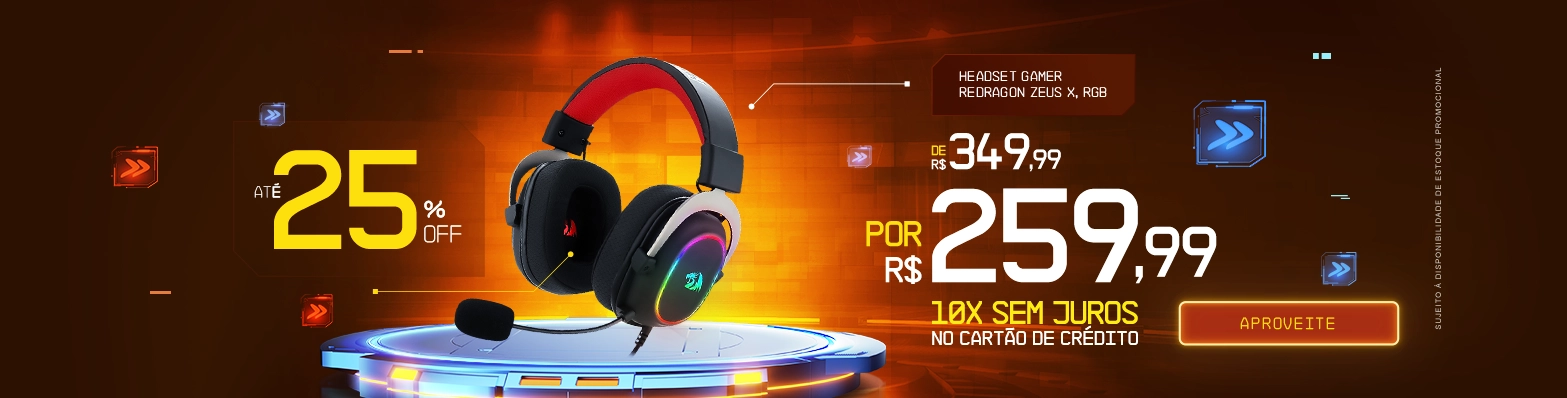 ATÉ
25
%
OFF
HEADSET GAMER
REDRAGON ZEUS X, RGB
DE
R$ 349,99
POR
R$ 259,99
10X SEM JUROS
NO CARTÃO DE CRÉDITO
APROVEITE
SUJEITO À DISPONIBILIDADE DE ESTOQUE PROMOCIONAL